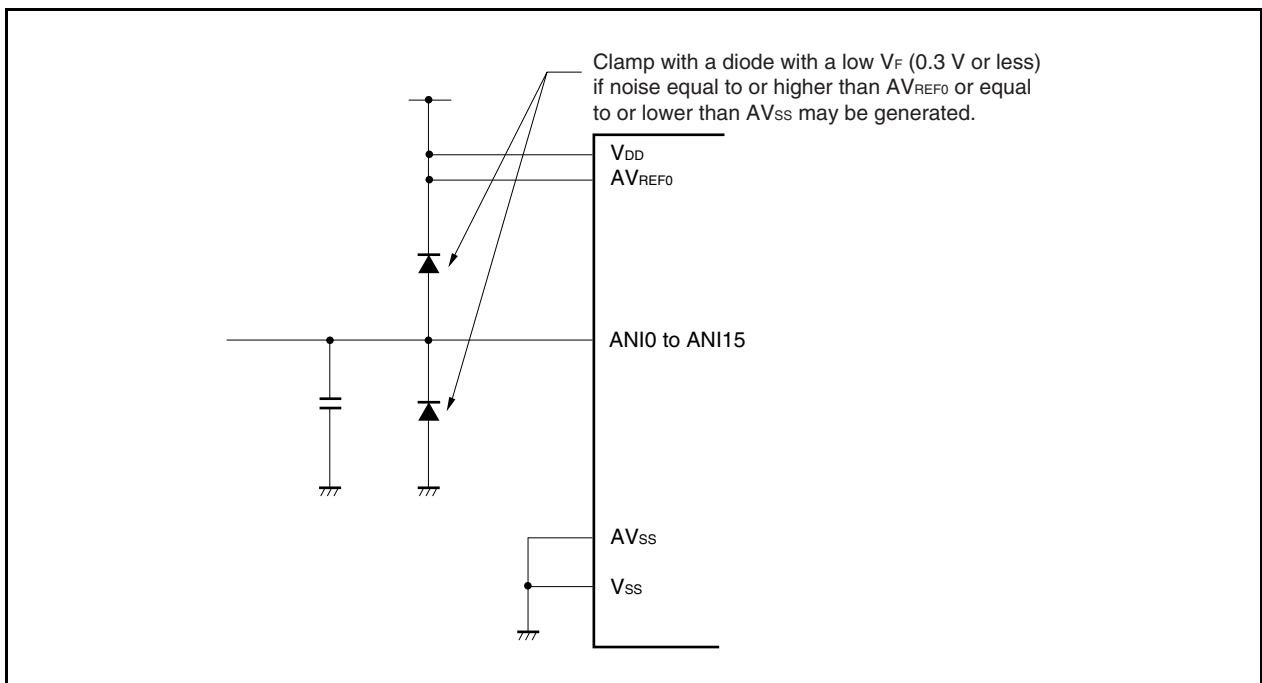 Clamp with a diode with a low VF (0.3 V or less)
if noise equal to or higher than AVREF0 or equal
to or lower than AVSS may be generated.
VDD
AVREF0
ANI0 to ANI15
AVSS
VSS